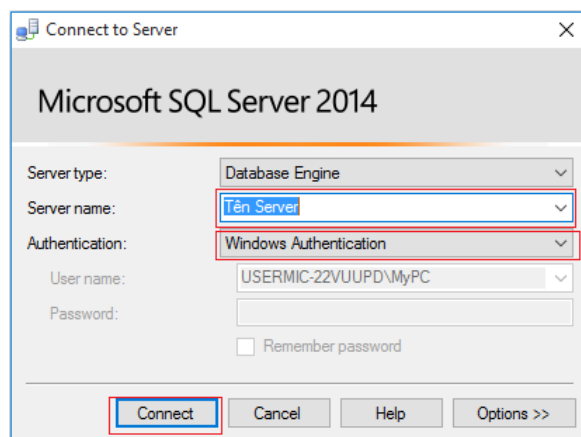 Connect to Server
Microsoft SQL Server 2014
Server type: Database Engine
Server name: Tên Server
Authentication: Windows Authentication
User name: USERMIC-22VUUPD\MyPC
Password:
Remember password
Connect Cancel Help Options >>